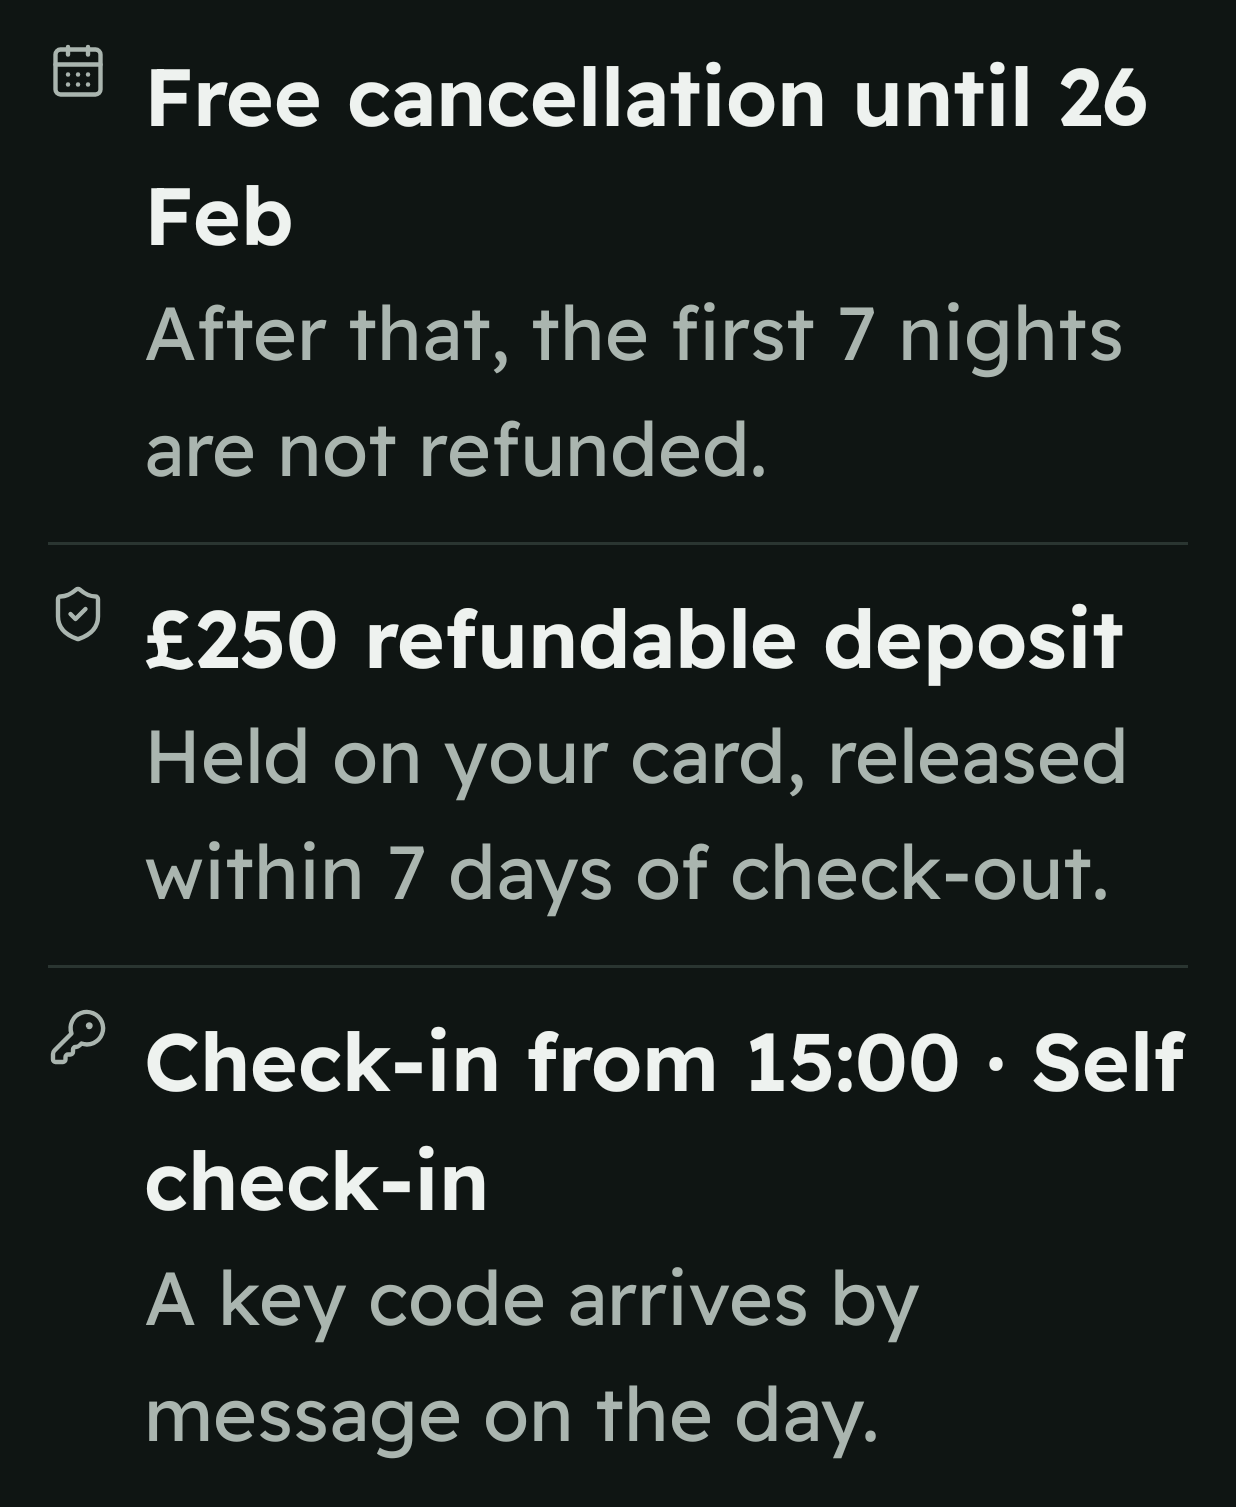 Free cancellation until 26
Feb
After that, the first 7 nights
are not refunded.
£250 refundable deposit
Held on your card, released
within 7 days of check-out.
Check-in from 15:00 · Self
check-in
A key code arrives by
message on the day.